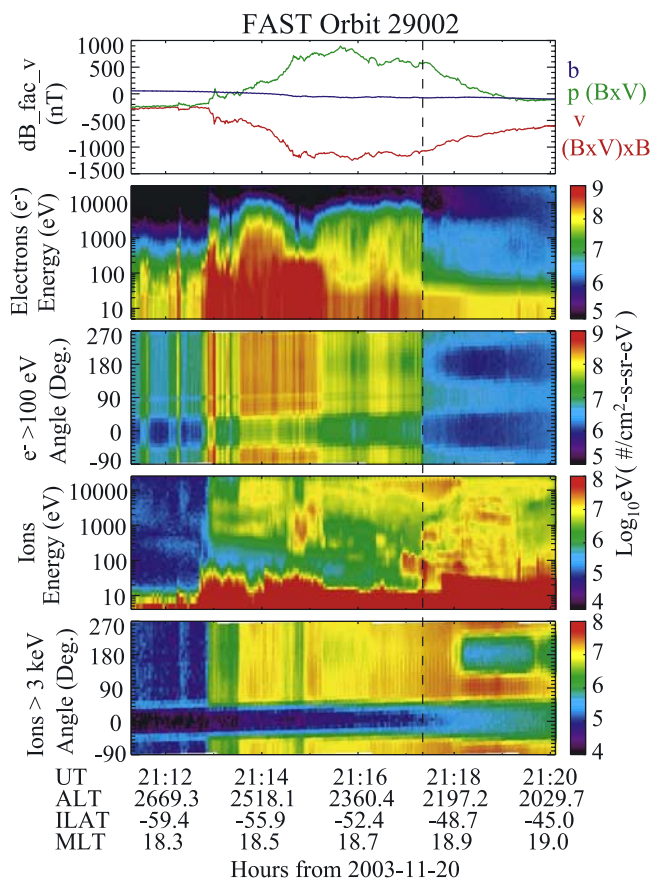 FAST Orbit 29002
dB_fac_v
(nT)
1000
500
0
-500
-1000
-1500
b
p (BxV)
v
(BxV)xB
Electrons (e-)
Energy (eV)
10000
1000
100
10
9
8
7
6
5
e- >100 eV
Angle (Deg.)
270
180
90
0
-90
9
8
7
6
5
Ions
Energy (eV)
10000
1000
100
10
8
7
6
5
4
Ions > 3 keV
Angle (Deg.)
270
180
90
0
-90
8
7
6
5
4
Log10eV( #/cm2-s-sr-eV)
UT 21:12 21:14 21:16 21:18 21:20
ALT 2669.3 2518.1 2360.4 2197.2 2029.7
ILAT -59.4 -55.9 -52.4 -48.7 -45.0
MLT 18.3 18.5 18.7 18.9 19.0
Hours from 2003-11-20